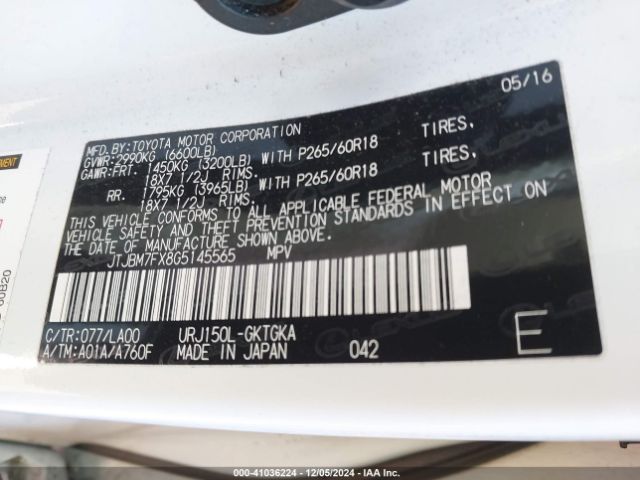 05/16
MFD.BY:TOYOTA MOTOR CORPORATION
GVWR:2990KG (6600LB)
GAWR:FRT. 1450KG (3200LB) WITH P265/60R18 TIRES,
18X7 1/2J RIMS.
RR. 1795KG (3965LB) WITH P265/60R18 TIRES,
18X7 1/2J RIMS.
THIS VEHICLE CONFORMS TO ALL APPLICABLE FEDERAL MOTOR
VEHICLE SAFETY AND THEFT PREVENTION STANDARDS IN EFFECT ON
THE DATE OF MANUFACTURE SHOWN ABOVE.
JTJBM7FX8G5145565 MPV
C/TR:077/LA00 URJ150L-GKTGKA
A/TM:A01A/A760F MADE IN JAPAN 042 E
000-41036224 - 12/05/2024 - IAA Inc.